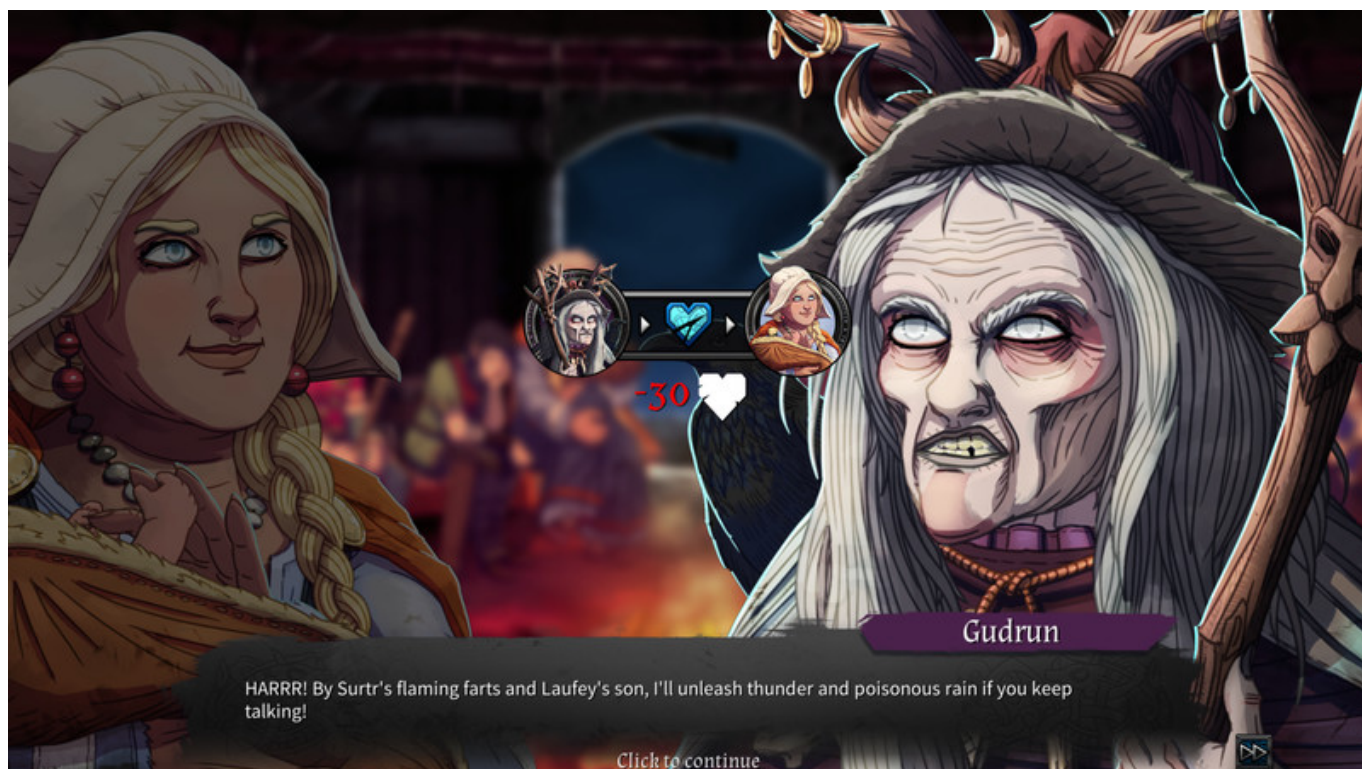 -30
Gudrun
HARRR! By Surtr's flaming farts and Laufey's son, I'll unleash thunder and poisonous rain if you keep
talking!
Click to continue